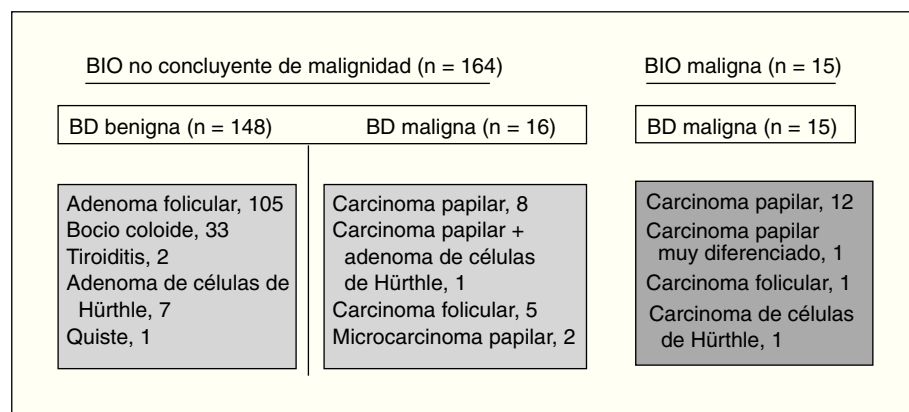 BIO no concluyente de malignidad (n = 164)
BD benigna (n = 148)
BD maligna (n = 16)
Adenoma folicular, 105
Bocio coloide, 33
Tiroiditis, 2
Adenoma de células de
Hürthle, 7
Quiste, 1
Carcinoma papilar, 8
Carcinoma papilar +
adenoma de células
de Hürthle, 1
Carcinoma folicular, 5
Microcarcinoma papilar, 2
BIO maligna (n = 15)
BD maligna (n = 15)
Carcinoma papilar, 12
Carcinoma papilar
muy diferenciado, 1
Carcinoma folicular, 1
Carcinoma de células
de Hürthle, 1